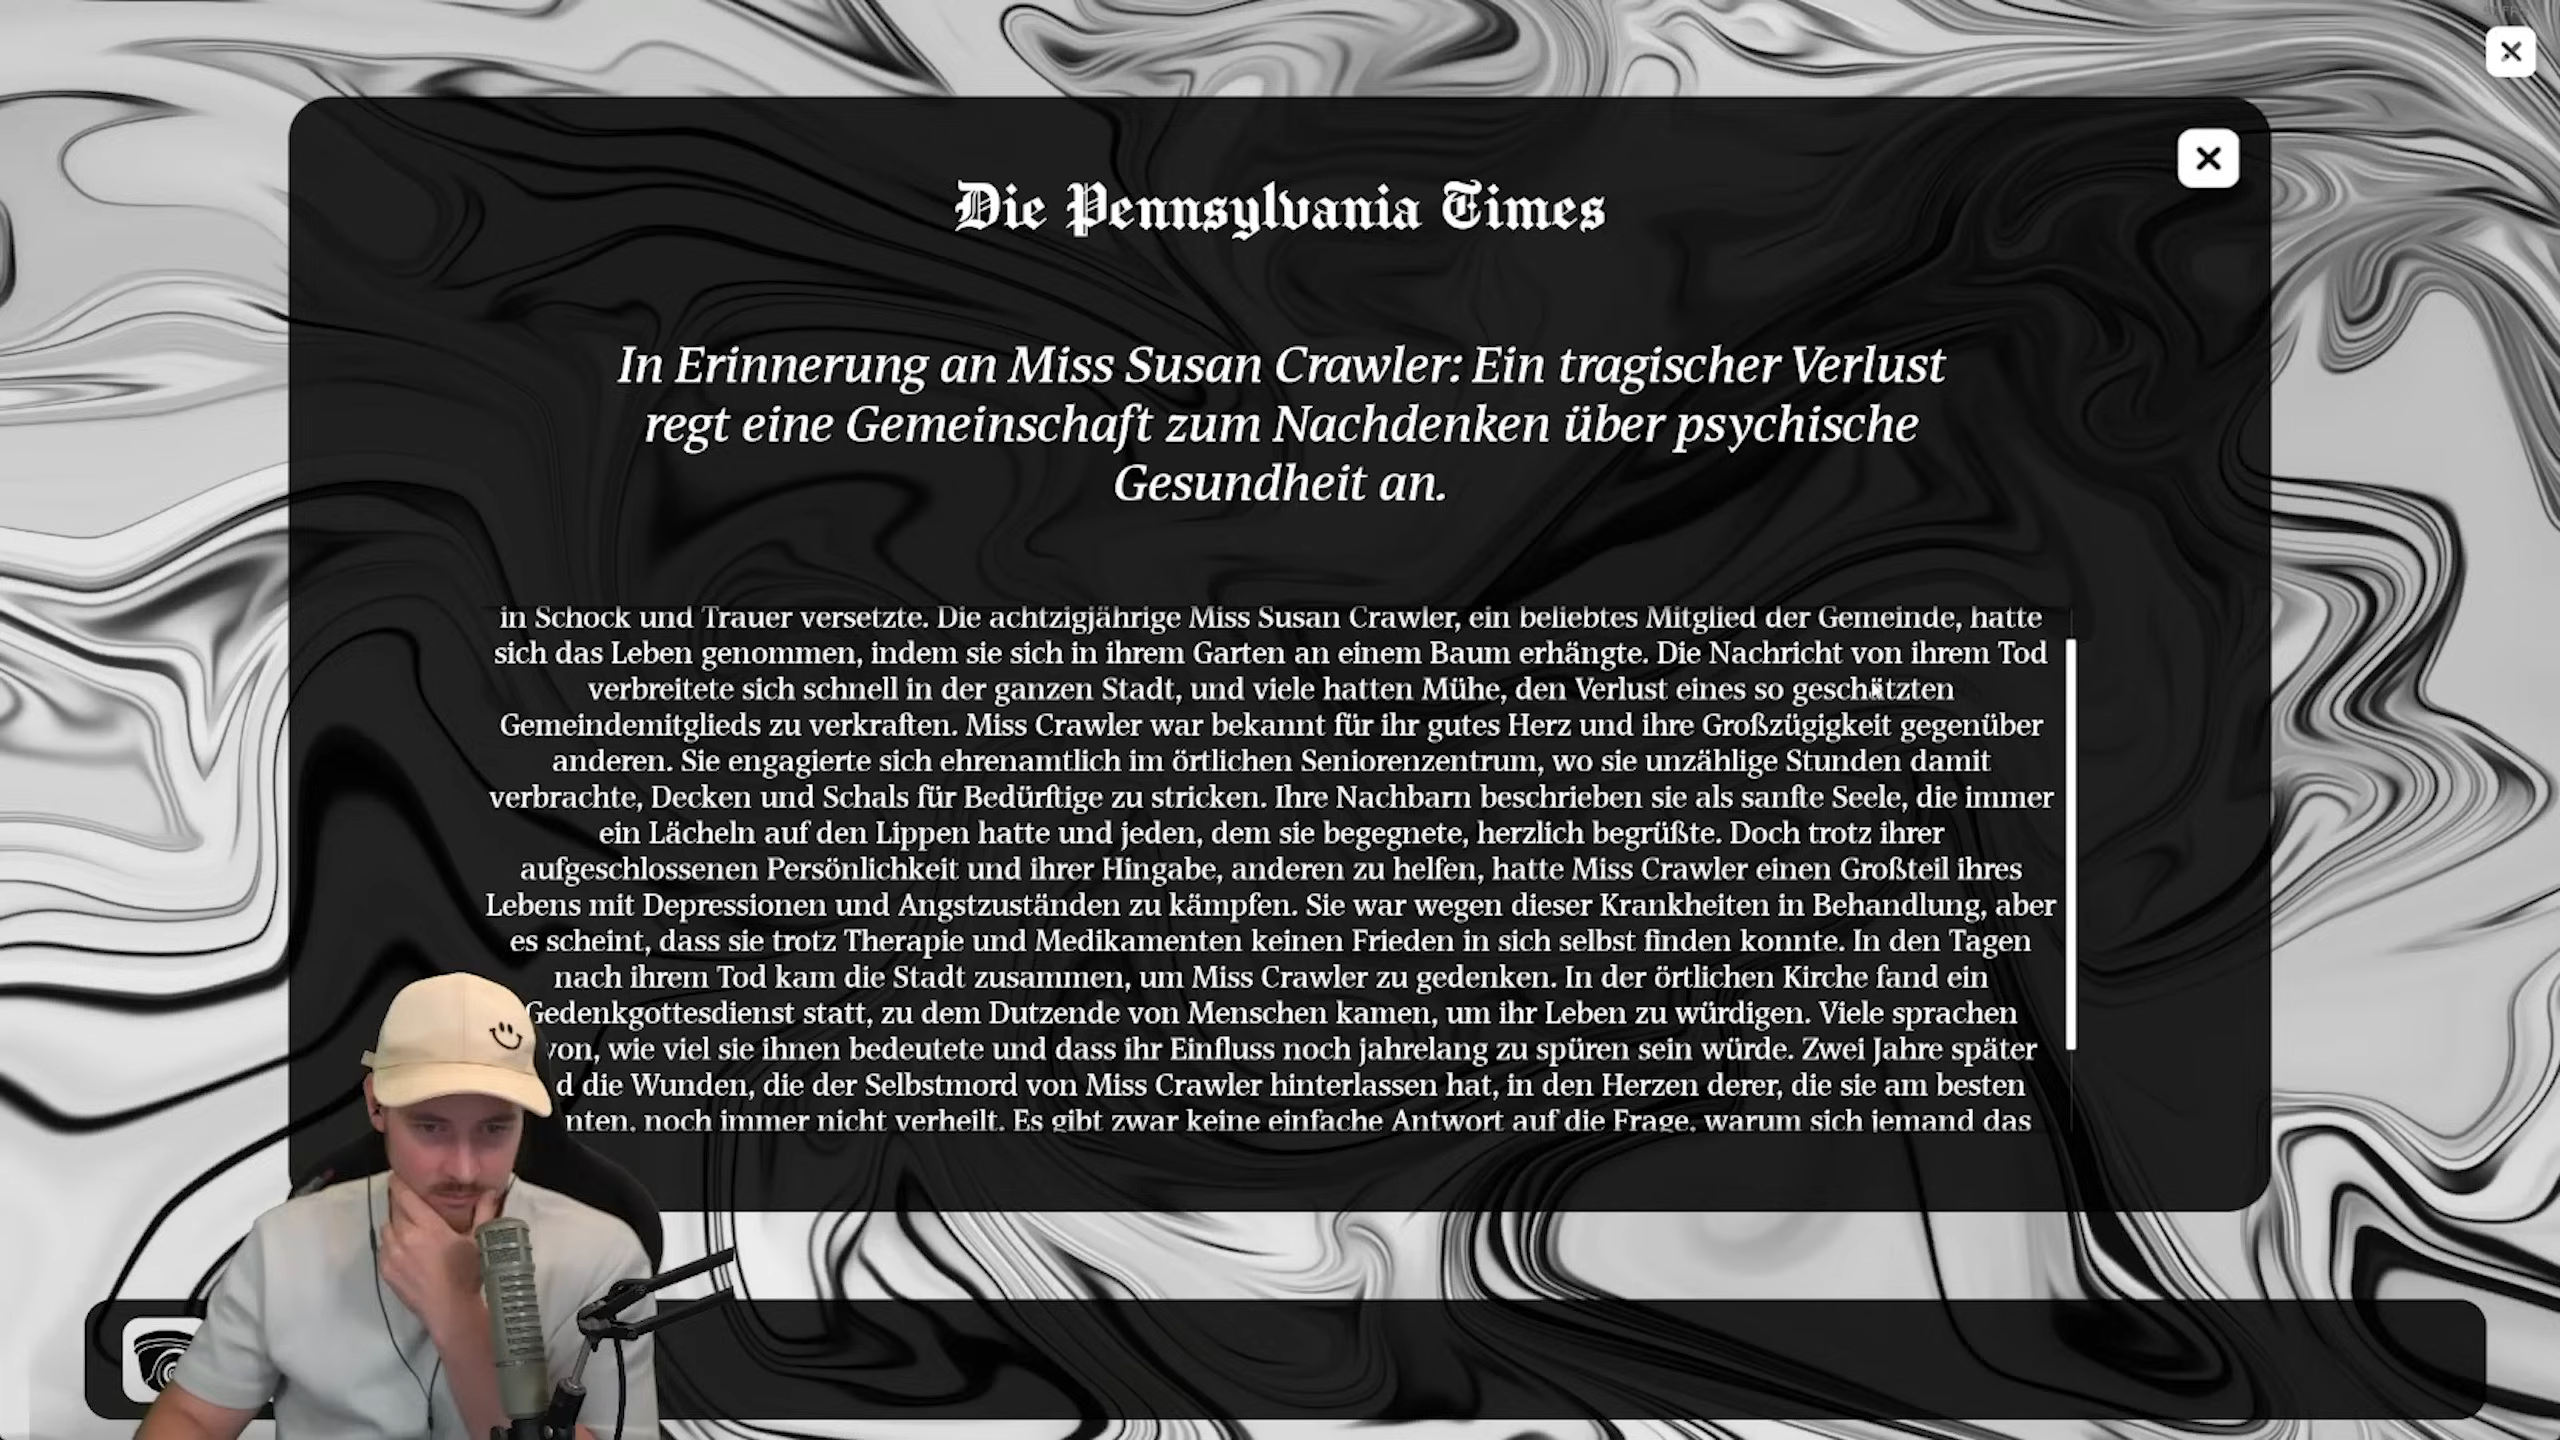 Die Pennsylvania Times
In Erinnerung an Miss Susan Crawler: Ein tragischer Verlust
regt eine Gemeinschaft zum Nachdenken über psychische
Gesundheit an.
in Schock und Trauer versetzte. Die achtzigjährige Miss Susan Crawler, ein beliebtes Mitglied der Gemeinde, hatte
sich das Leben genommen, indem sie sich in ihrem Garten an einem Baum erhängte. Die Nachricht von ihrem Tod
verbreitete sich schnell in der ganzen Stadt, und viele hatten Mühe, den Verlust eines so geschätzten
Gemeindemitglieds zu verkraften. Miss Crawler war bekannt für ihr gutes Herz und ihre Großzügigkeit gegenüber
anderen. Sie engagierte sich ehrenamtlich im örtlichen Seniorenzentrum, wo sie unzählige Stunden damit
verbrachte, Decken und Schals für Bedürftige zu stricken. Ihre Nachbarn beschrieben sie als sanfte Seele, die immer
ein Lächeln auf den Lippen hatte und jeden, dem sie begegnete, herzlich begrüßte. Doch trotz ihrer
aufgeschlossenen Persönlichkeit und ihrer Hingabe, anderen zu helfen, hatte Miss Crawler einen Großteil ihres
Lebens mit Depressionen und Angstzuständen zu kämpfen. Sie war wegen dieser Krankheiten in Behandlung, aber
es scheint, dass sie trotz Therapie und Medikamenten keinen Frieden in sich selbst finden konnte. In den Tagen
nach ihrem Tod kam die Stadt zusammen, um Miss Crawler zu gedenken. In der örtlichen Kirche fand ein
Gedenkgottesdienst statt, zu dem Dutzende von Menschen kamen, um ihr Leben zu würdigen. Viele sprachen
von, wie viel sie ihnen bedeutete und dass ihr Einfluss noch jahrelang zu spüren sein würde. Zwei Jahre später
d die Wunden, die der Selbstmord von Miss Crawler hinterlassen hat, in den Herzen derer, die sie am besten
nten, noch immer nicht verheilt. Es gibt zwar keine einfache Antwort auf die Frage, warum sich jemand das